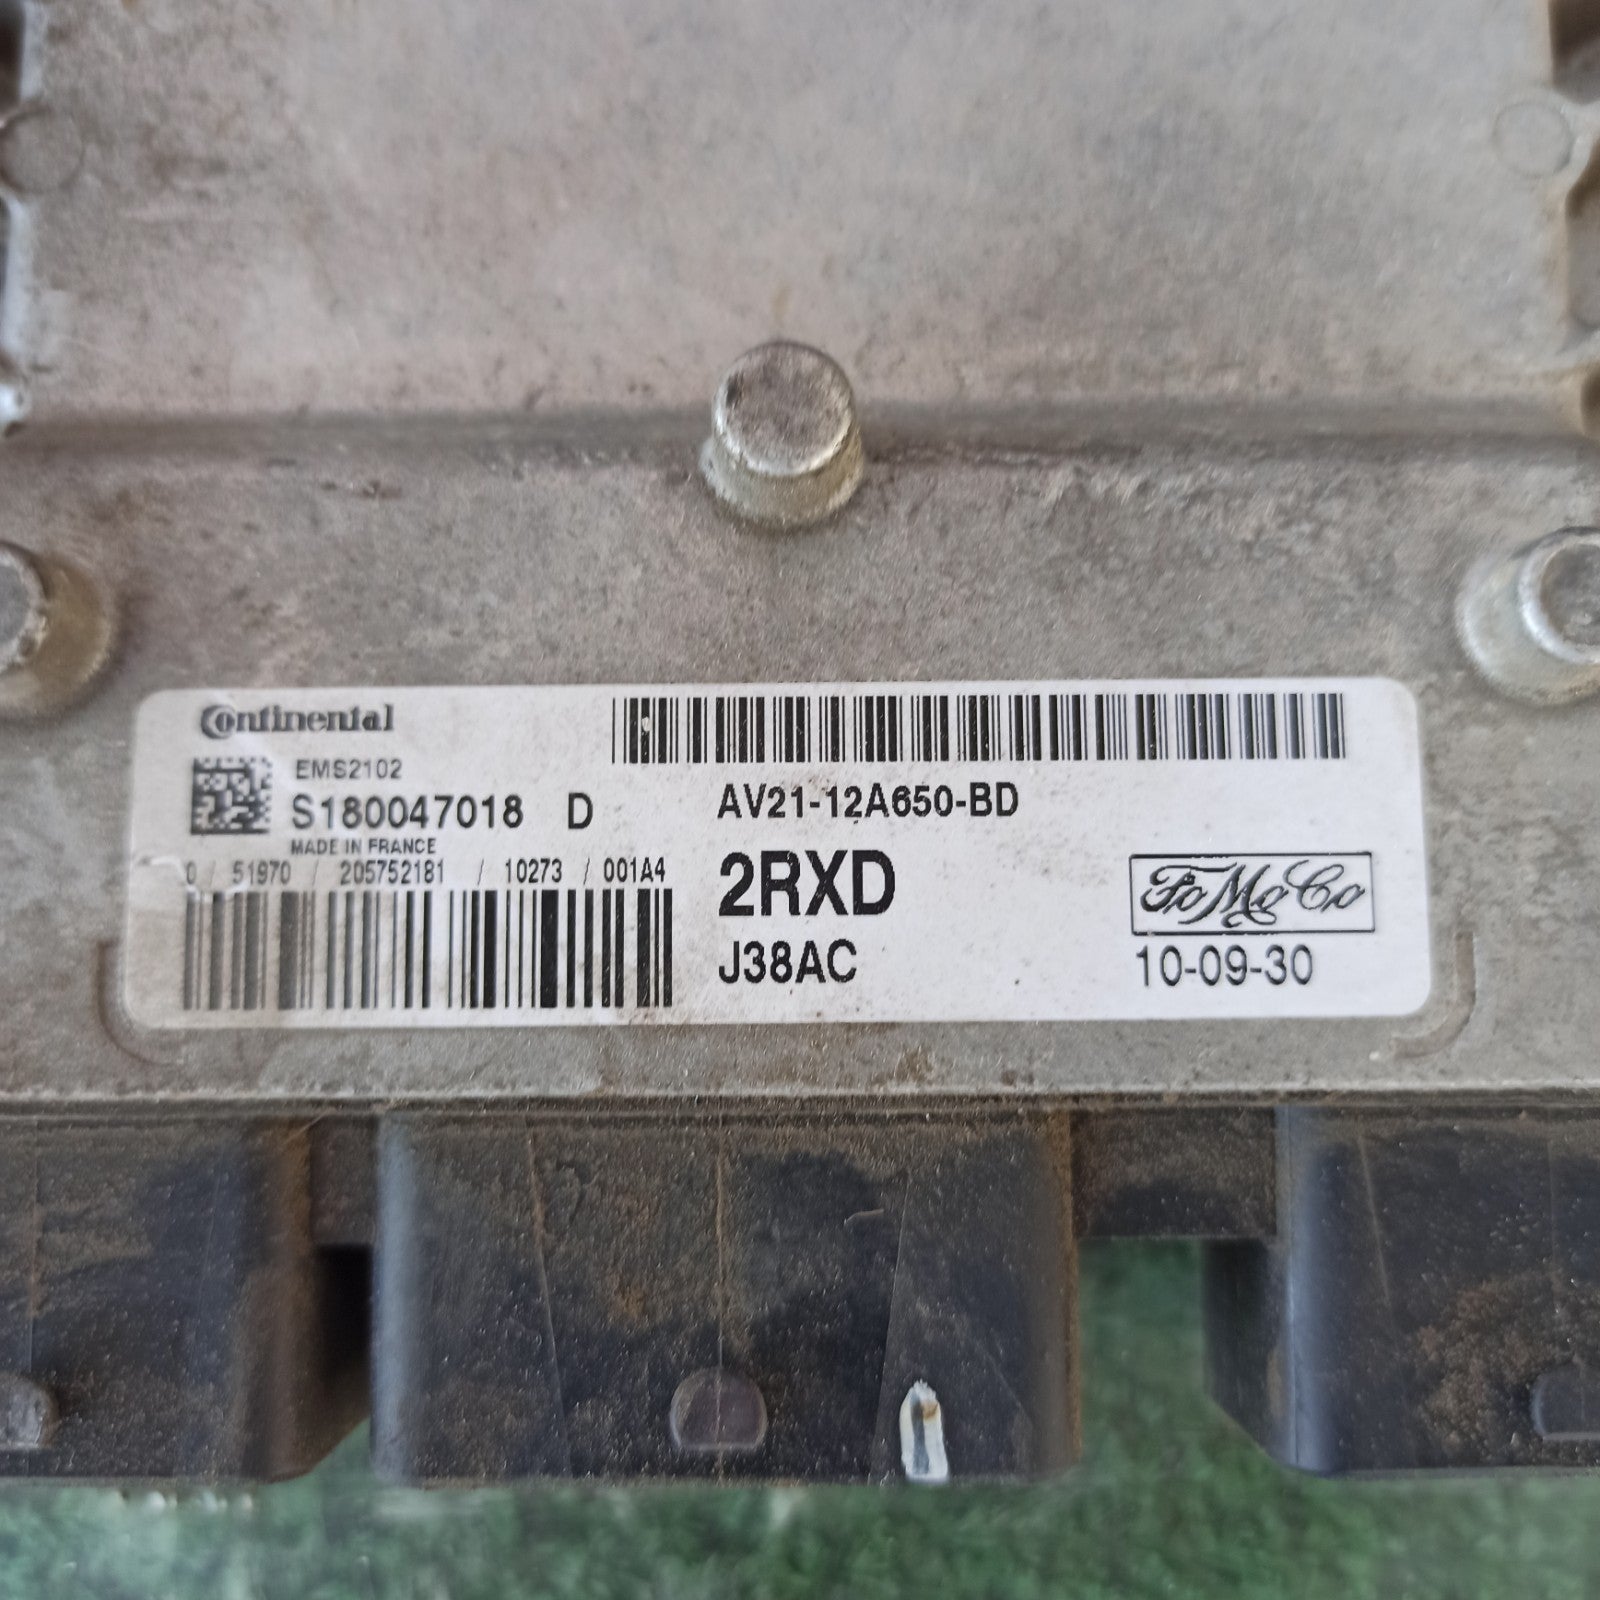 Continental
EMS2102
S180047018 D
MADE IN FRANCE
0 / 51970 / 205752181 / 10273 / 001A4
AV21-12A650-BD
2RXD
J38AC
FoMoCo
10-09-30